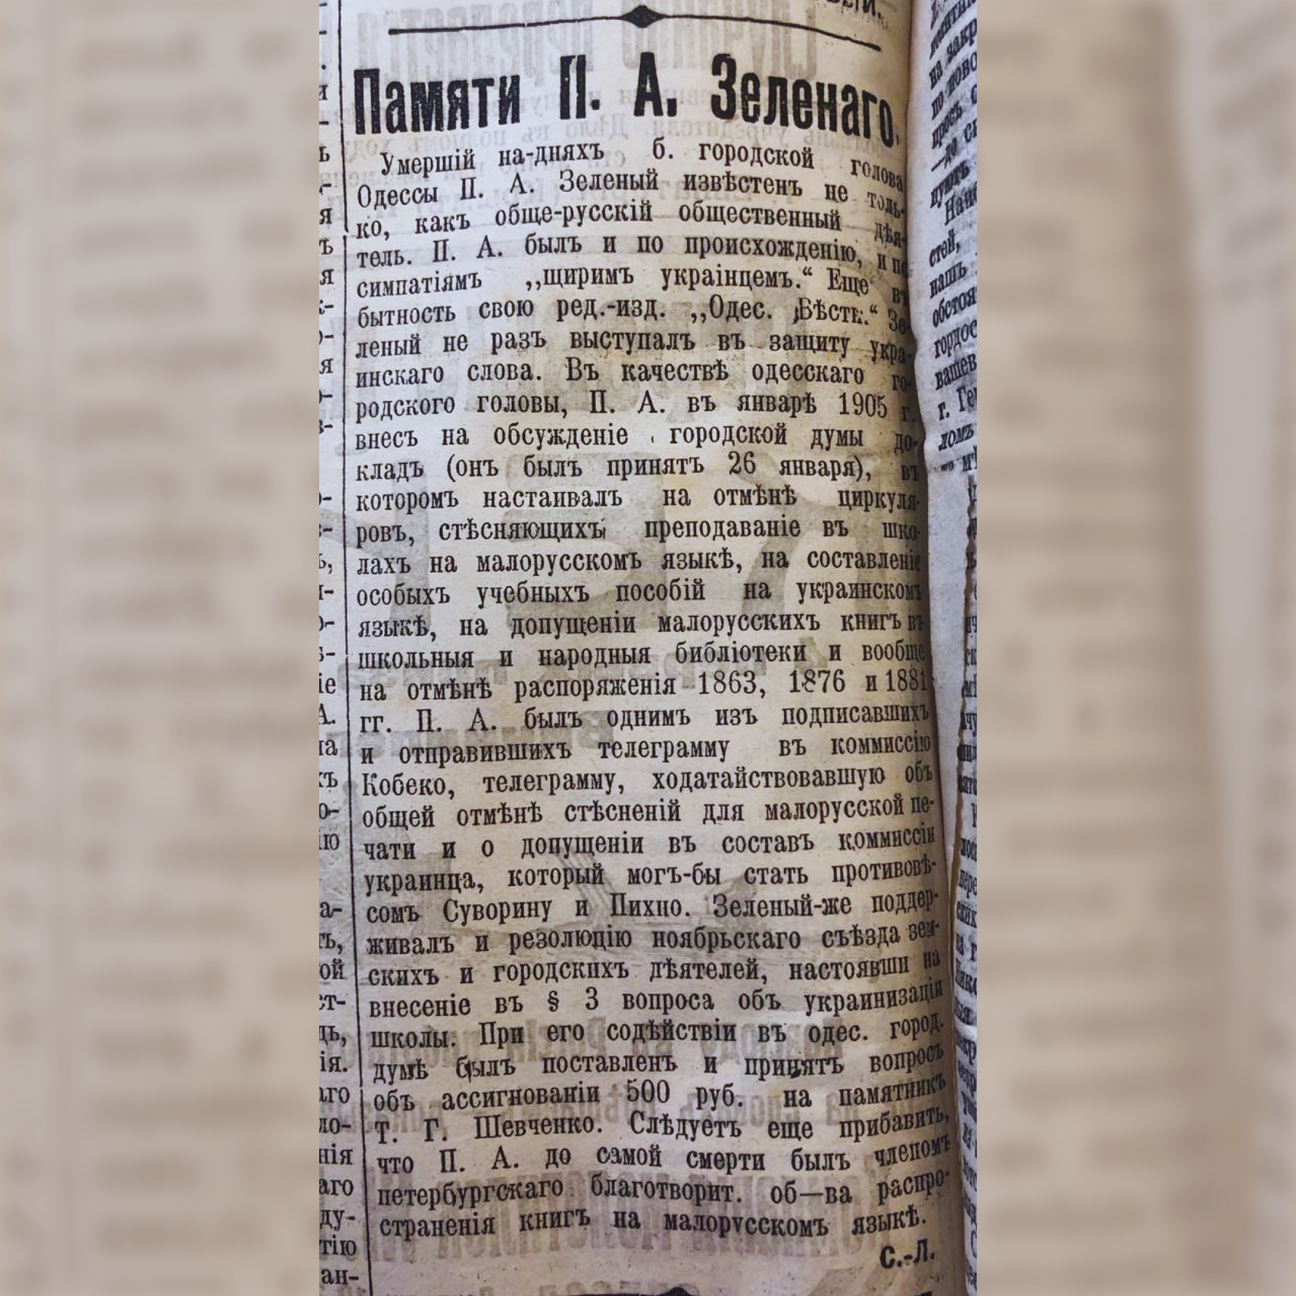 Памяти П. А. Зеленаго.
Умершій на-дняхъ б. городской голова
Одессы П. А. Зеленый извѣстенъ не толь-
ко, какъ обще-русскій общественный дѣя-
тель. П. А. былъ и по происхожденію, и по
симпатіямъ ,,щиримъ украінцемъ.“ Еще въ
бытность свою ред.-изд. ,,Одес. Вѣстн.“ Зе-
леный не разъ выступалъ въ защиту укра-
инскаго слова. Въ качествѣ одесскаго го-
родского головы, П. А. въ январѣ 1905 г.
внесъ на обсужденіе городской думы до-
кладъ (онъ былъ принятъ 26 января), въ
которомъ настаивалъ на отмѣнѣ циркуля-
ровъ, стѣсняющихъ преподаваніе въ шко-
лахъ на малорусскомъ языкѣ, на составленіе
особыхъ учебныхъ пособій на украинскомъ
языкѣ, на допущеніи малорусскихъ книгъ въ
школьныя и народныя библіотеки и вообще
на отмѣнѣ распоряженія 1863, 1876 и 1881
гг. П. А. былъ однимъ изъ подписавшихъ
и отправившихъ телеграмму въ коммиссію
Кобеко, телеграмму, ходатайствовавшую объ
общей отмѣнѣ стѣсненій для малорусской пе-
чати и о допущеніи въ составъ коммиссіи
украинца, который могъ-бы стать противовѣ-
сомъ Суворину и Пихно. Зеленый-же поддер-
живалъ и резолюцію ноябрьскаго съѣзда зем-
скихъ и городскихъ дѣятелей, настоявши на
внесеніе въ § 3 вопроса объ украинизаціи
школы. При его содѣйствіи въ одес. город.
думѣ былъ поставленъ и принятъ вопросъ
объ ассигнованіи 500 руб. на памятникъ
Т. Г. Шевченко. Слѣдуетъ еще прибавить,
что П. А. до самой смерти былъ членомъ
петербургскаго благотворит. об—ва распро-
страненія книгъ на малорусскомъ языкѣ.
С.-Л.